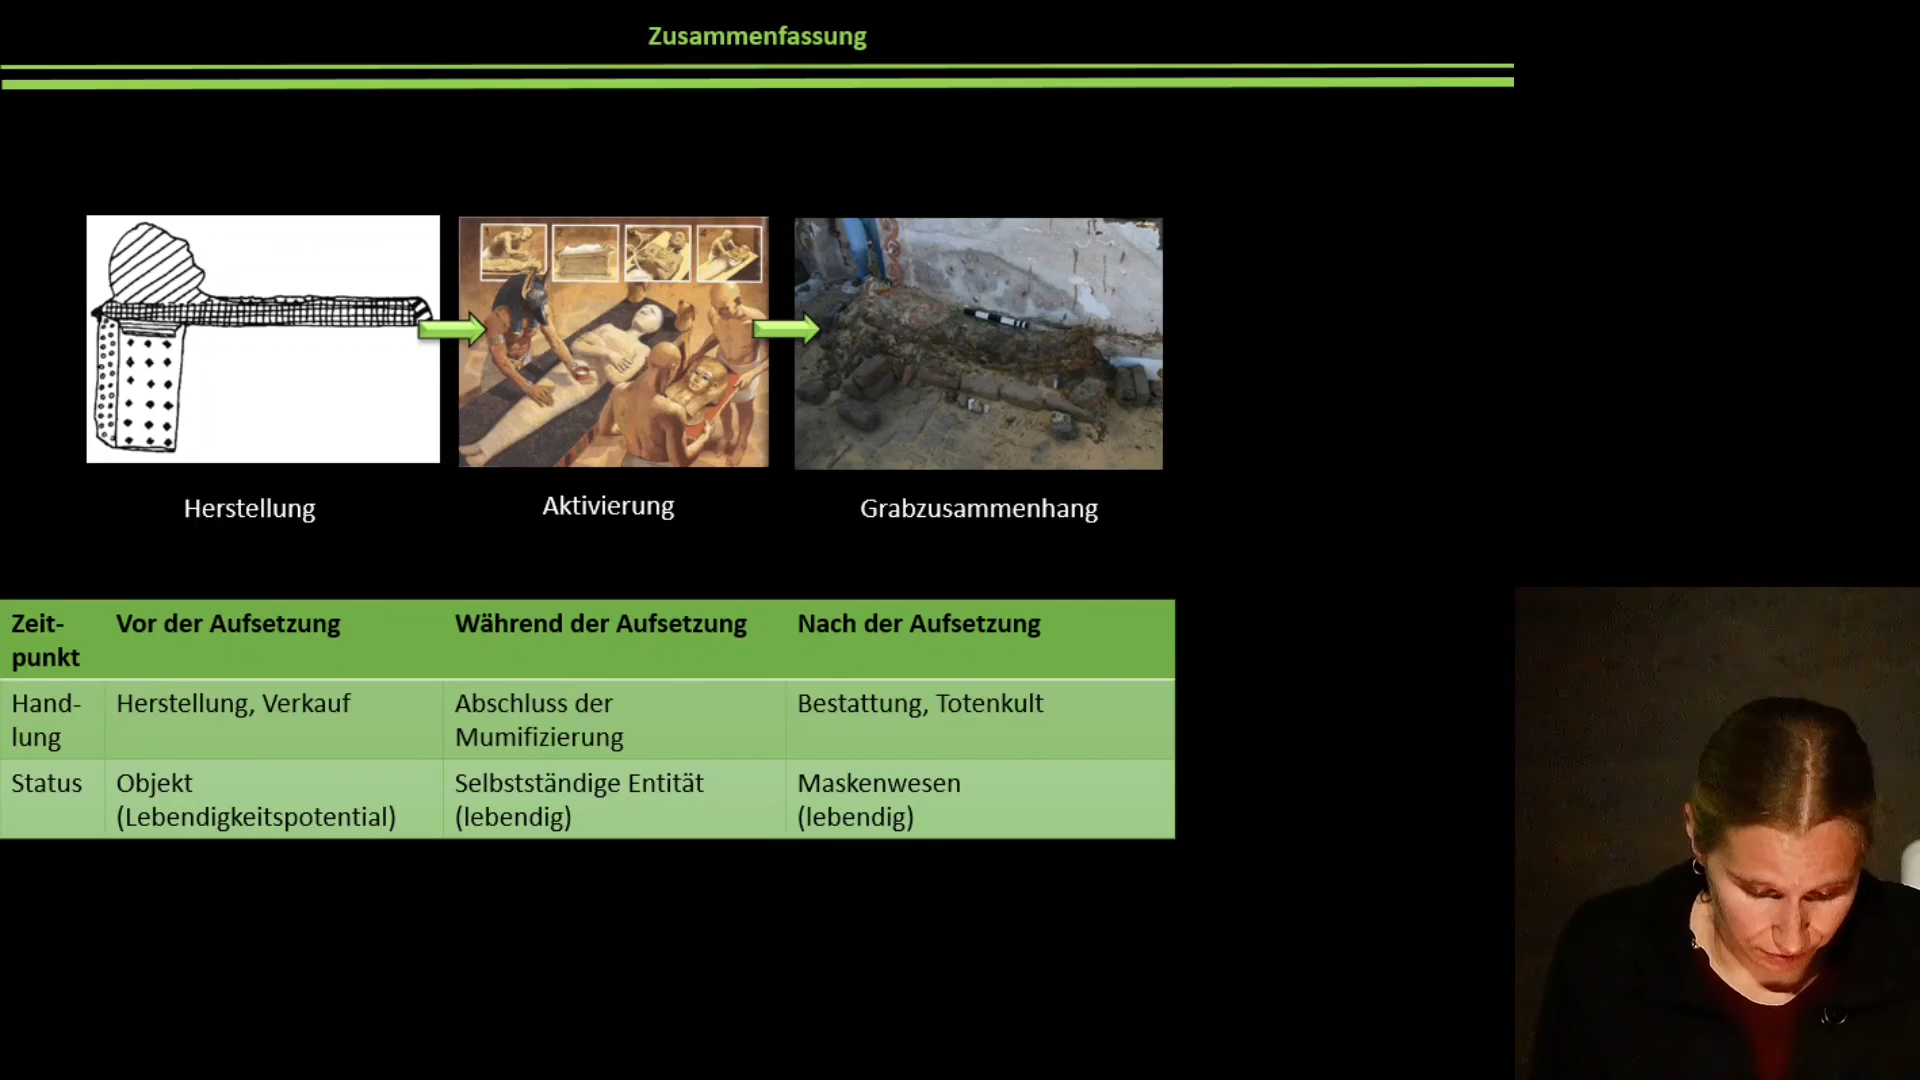 Zusammenfassung
Herstellung
Aktivierung
Grabzusammenhang
Zeit-
punkt
Vor der Aufsetzung
Während der Aufsetzung
Nach der Aufsetzung
Hand-
lung
Herstellung, Verkauf
Abschluss der
Mumifizierung
Bestattung, Totenkult
Status
Objekt
(Lebendigkeitspotential)
Selbstständige Entität
(lebendig)
Maskenwesen
(lebendig)